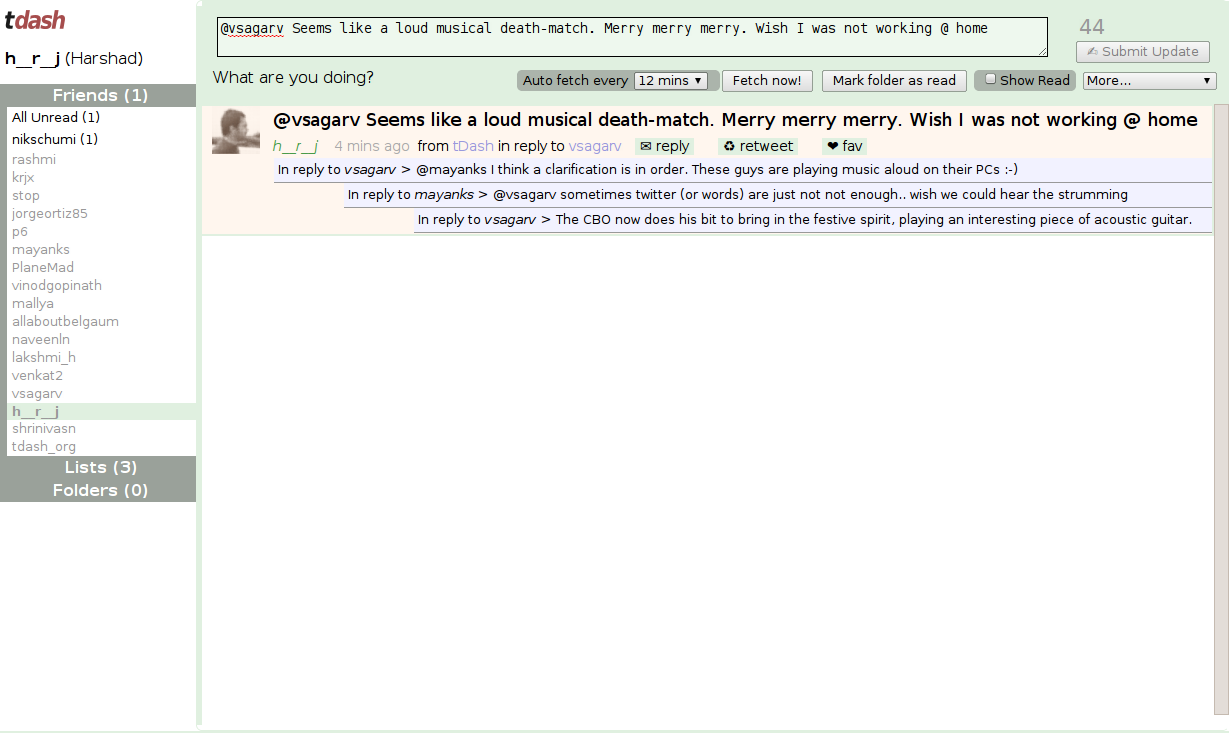 tdash
h__r__j (Harshad)
Friends (1)
All Unread (1)
nikschumi (1)
rashmi
krjx
stop
jorgeortiz85
p6
mayanks
PlaneMad
vinodgopinath
mallya
allaboutbelgaum
naveenln
lakshmi_h
venkat2
vsagarv
h__r__j
shrinivasn
tdash_org
Lists (3)
Folders (0)
@vsagarv Seems like a loud musical death-match. Merry merry merry. Wish I was not working @ home
44
✍ Submit Update
What are you doing?
Auto fetch every 12 mins ▾ Fetch now! Mark folder as read Show Read More... ▾
@vsagarv Seems like a loud musical death-match. Merry merry merry. Wish I was not working @ home
h__r__j 4 mins ago from tDash in reply to vsagarv ✉ reply ♻ retweet ❤ fav
In reply to vsagarv > @mayanks I think a clarification is in order. These guys are playing music aloud on their PCs :-)
In reply to mayanks > @vsagarv sometimes twitter (or words) are just not not enough.. wish we could hear the strumming
In reply to vsagarv > The CBO now does his bit to bring in the festive spirit, playing an interesting piece of acoustic guitar.